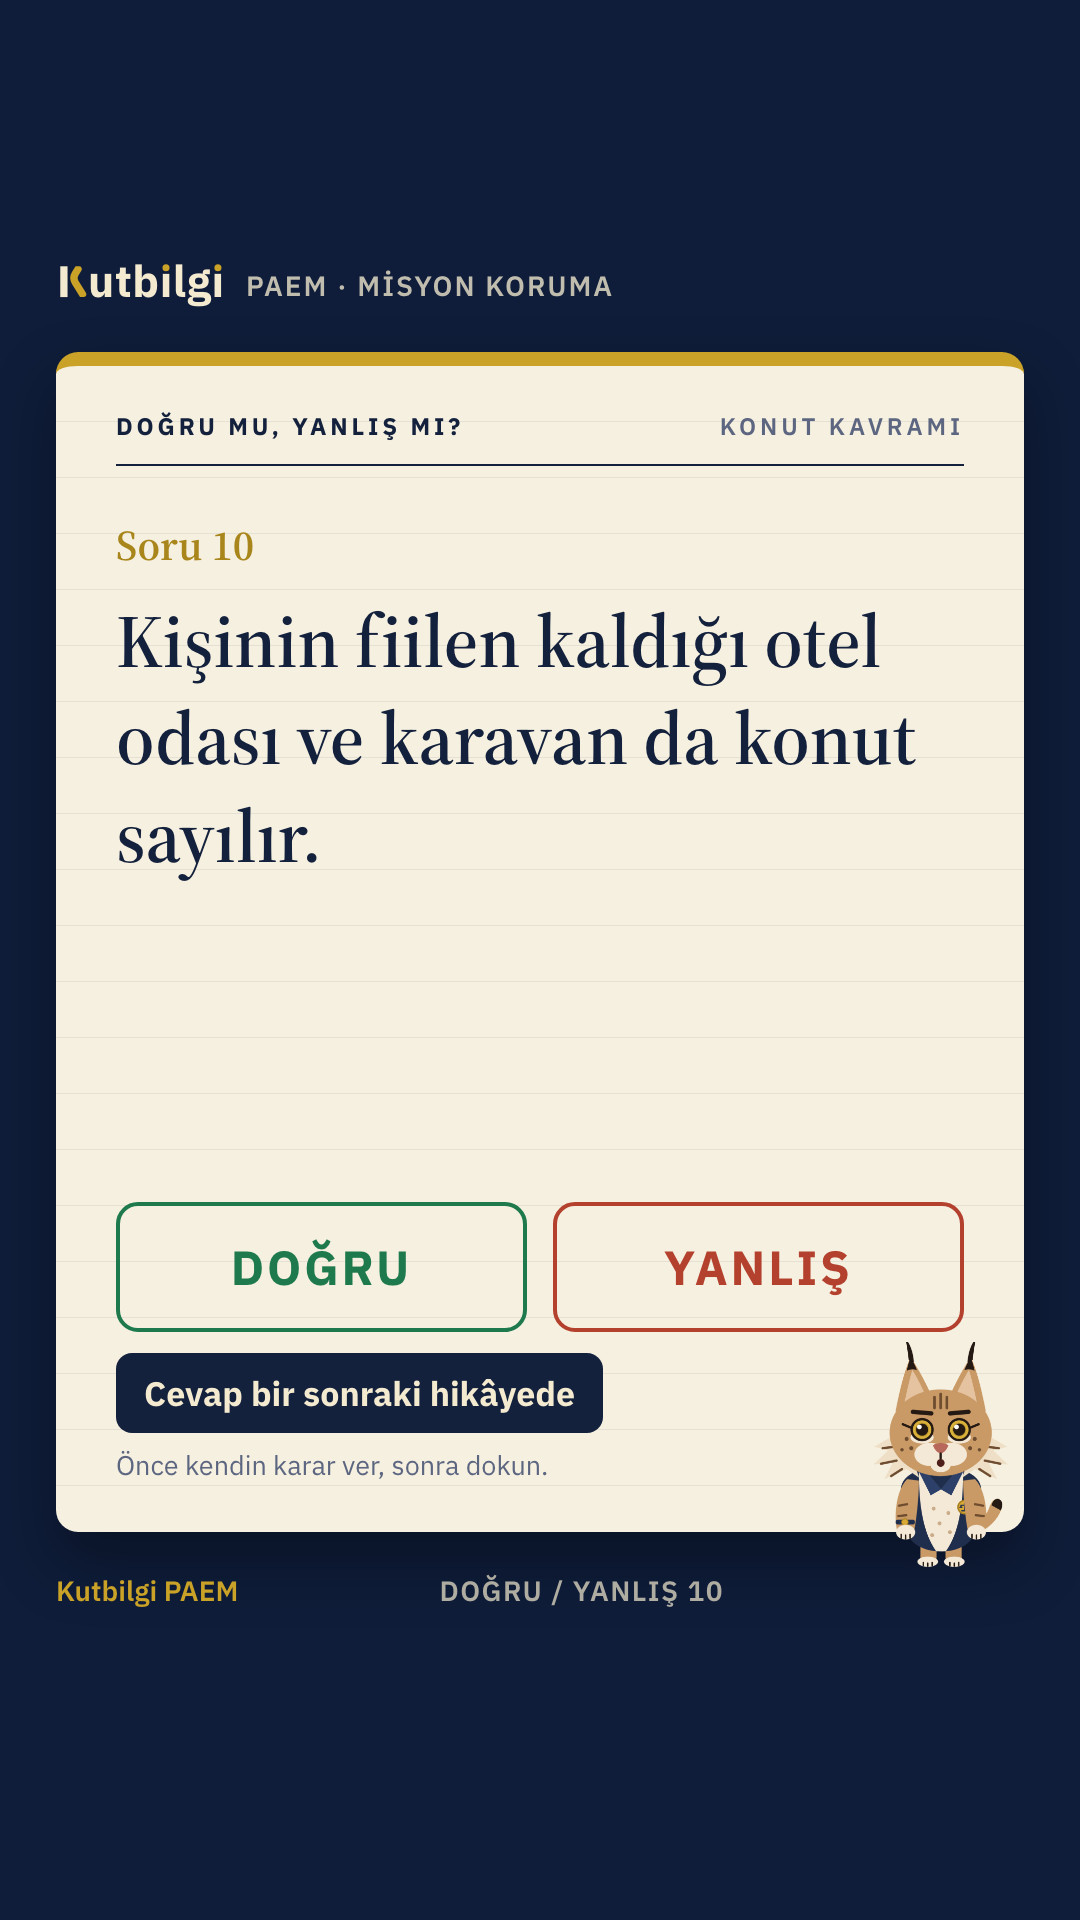 Kutbilgi PAEM · MİSYON KORUMA
DOĞRU MU, YANLIŞ MI? KONUT KAVRAMI
Soru 10
Kişinin fiilen kaldığı otel
odası ve karavan da konut
sayılır.
DOĞRU YANLIŞ
Cevap bir sonraki hikâyede
Önce kendin karar ver, sonra dokun.
Kutbilgi PAEM DOĞRU / YANLIŞ 10